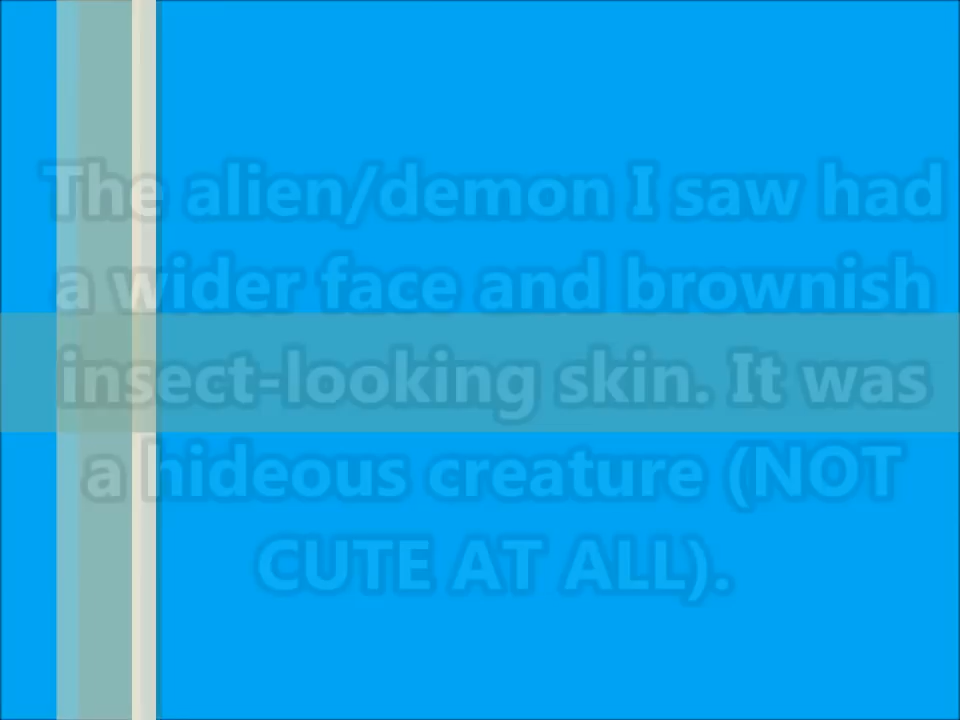 The alien/demon I saw had
a wider face and brownish
insect-looking skin. It was
a hideous creature (NOT
CUTE AT ALL).